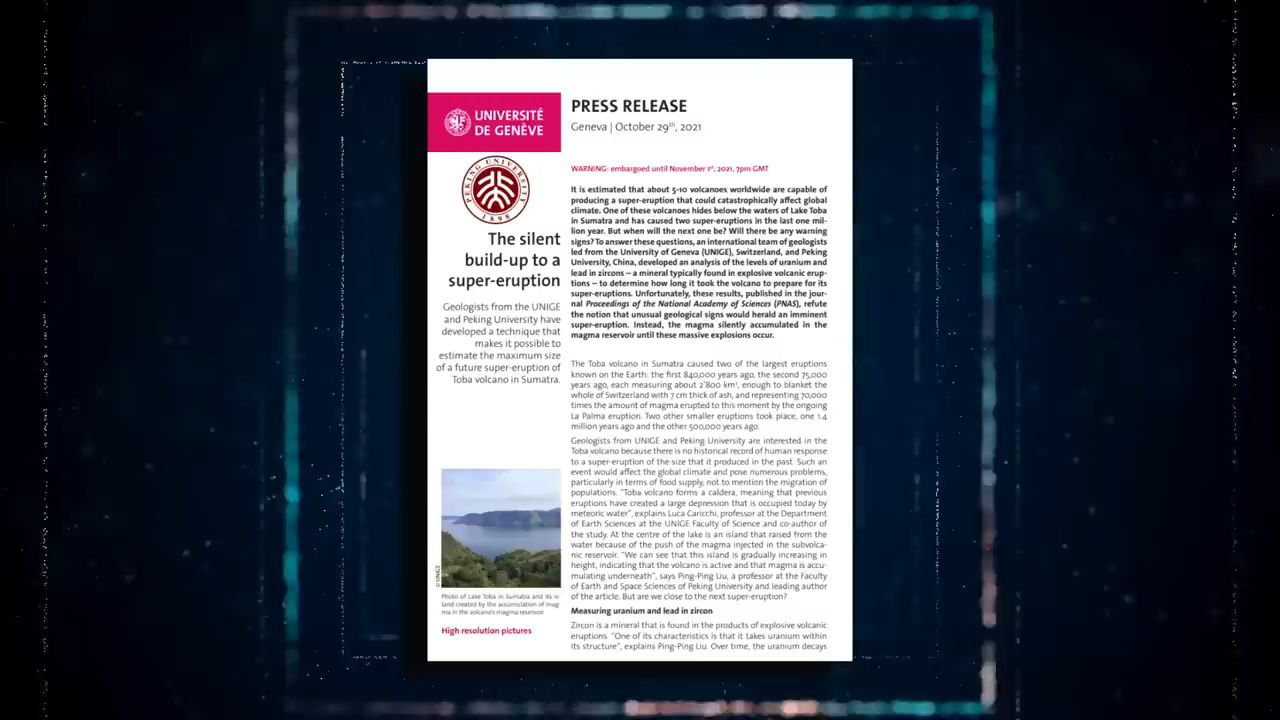 UNIVERSITÉ
DE GENÈVE
PEKING UNIVERSITY
1898
The silent
build-up to a
super-eruption
Geologists from the UNIGE
and Peking University have
developed a technique that
makes it possible to
estimate the maximum size
of a future super-eruption of
Toba volcano in Sumatra.
© UNIGE
Photo of Lake Toba in Sumatra and its is-
land created by the accumulation of mag-
ma in the volcano's magma reservoir
High resolution pictures
PRESS RELEASE
Geneva | October 29th, 2021
WARNING: embargoed until November 1st, 2021, 7pm GMT
It is estimated that about 5-10 volcanoes worldwide are capable of
producing a super-eruption that could catastrophically affect global
climate. One of these volcanoes hides below the waters of Lake Toba
in Sumatra and has caused two super-eruptions in the last one mil-
lion year. But when will the next one be? Will there be any warning
signs? To answer these questions, an international team of geologists
led from the University of Geneva (UNIGE), Switzerland, and Peking
University, China, developed an analysis of the levels of uranium and
lead in zircons – a mineral typically found in explosive volcanic erup-
tions – to determine how long it took the volcano to prepare for its
super-eruptions. Unfortunately, these results, published in the jour-
nal Proceedings of the National Academy of Sciences (PNAS), refute
the notion that unusual geological signs would herald an imminent
super-eruption. Instead, the magma silently accumulated in the
magma reservoir until these massive explosions occur.
The Toba volcano in Sumatra caused two of the largest eruptions
known on the Earth: the first 840,000 years ago, the second 75,000
years ago, each measuring about 2'800 km³, enough to blanket the
whole of Switzerland with 7 cm thick of ash, and representing 70,000
times the amount of magma erupted to this moment by the ongoing
La Palma eruption. Two other smaller eruptions took place, one 1.4
million years ago and the other 500,000 years ago.
Geologists from UNIGE and Peking University are interested in the
Toba volcano because there is no historical record of human response
to a super-eruption of the size that it produced in the past. Such an
event would affect the global climate and pose numerous problems,
particularly in terms of food supply, not to mention the migration of
populations. "Toba volcano forms a caldera, meaning that previous
eruptions have created a large depression that is occupied today by
meteoric water", explains Luca Caricchi, professor at the Department
of Earth Sciences at the UNIGE Faculty of Science and co-author of
the study. At the centre of the lake is an island that raised from the
water because of the push of the magma injected in the subvolca-
nic reservoir. "We can see that this island is gradually increasing in
height, indicating that the volcano is active and that magma is accu-
mulating underneath", says Ping-Ping Liu, a professor at the Faculty
of Earth and Space Sciences of Peking University and leading author
of the article. But are we close to the next super-eruption?
Measuring uranium and lead in zircon
Zircon is a mineral that is found in the products of explosive volcanic
eruptions. "One of its characteristics is that it takes uranium within
its structure", explains Ping-Ping Liu. Over time, the uranium decays